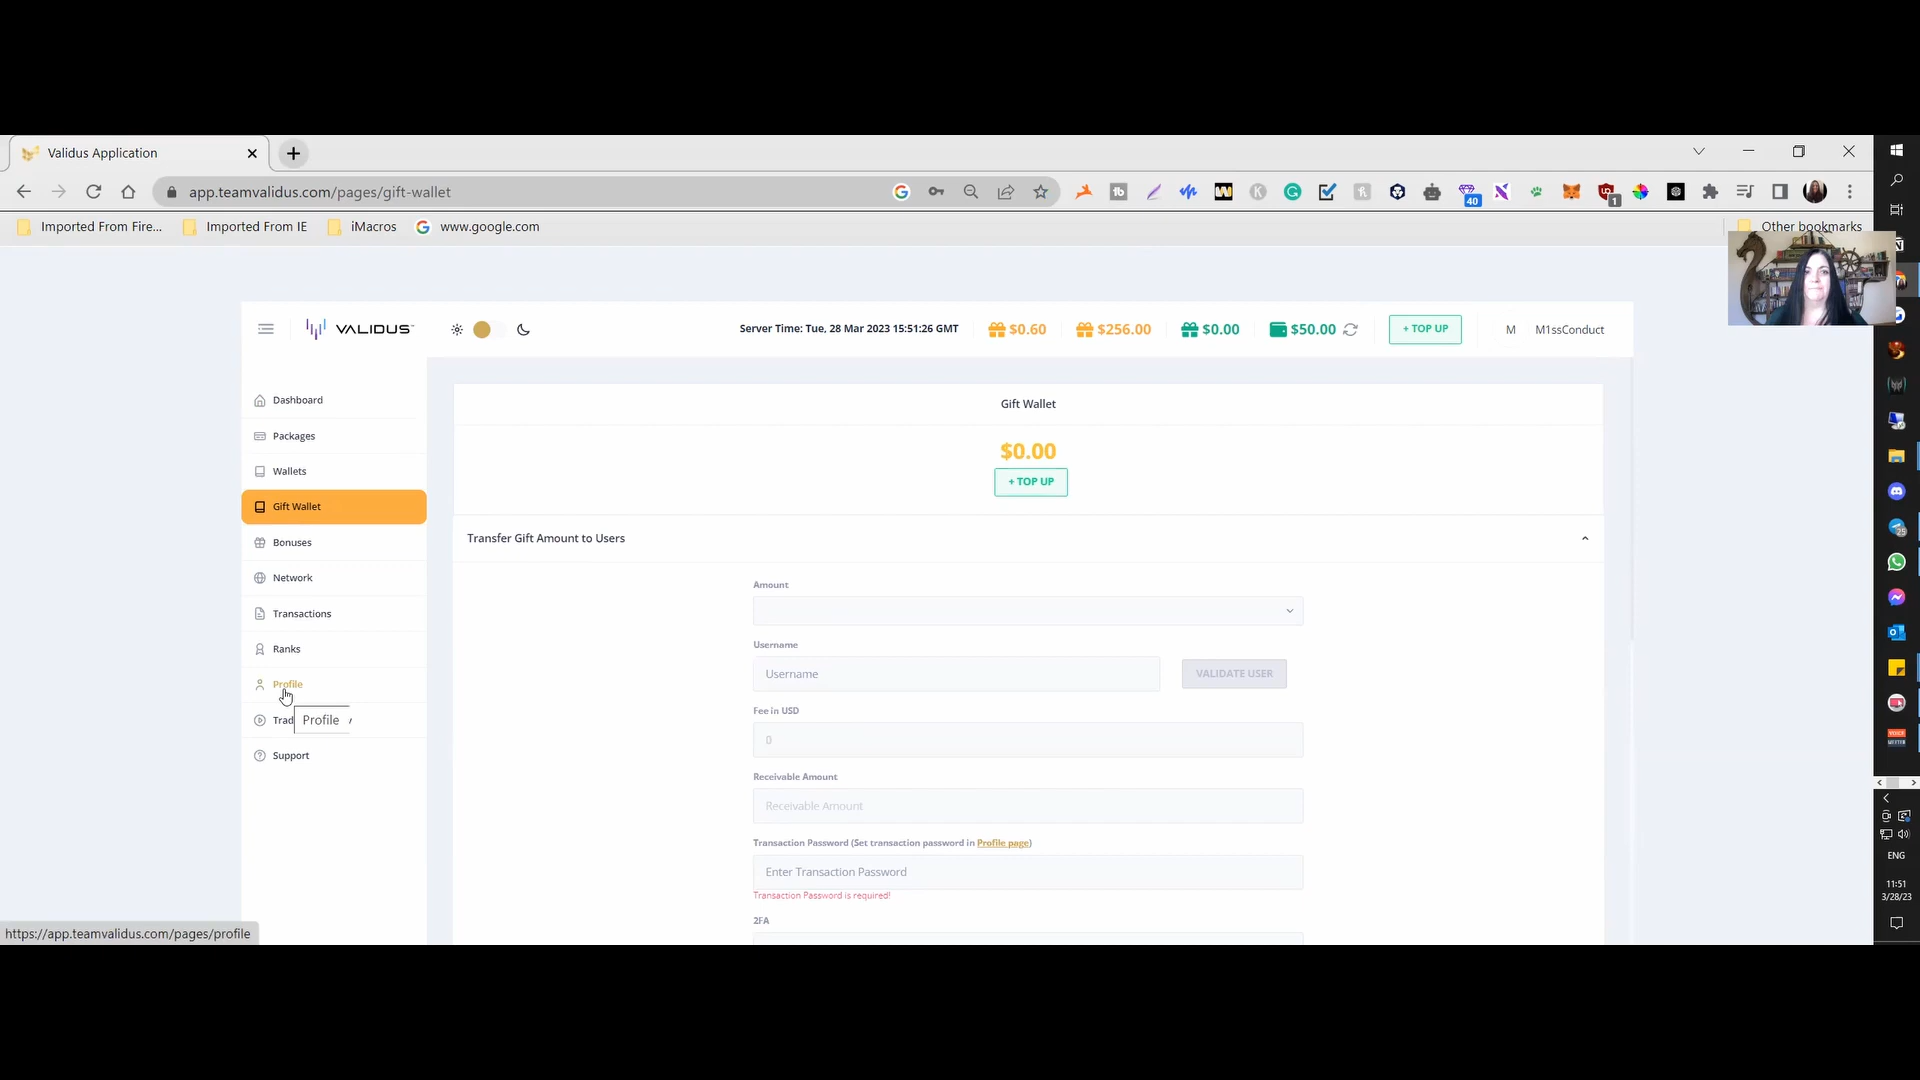 Validus Application
app.teamvalidus.com/pages/gift-wallet
40
1
Imported From Fire...
Imported From IE
iMacros
www.google.com
Other bookmarks
VALIDUS
Server Time: Tue, 28 Mar 2023 15:51:26 GMT
$0.60
$256.00
$0.00
$50.00
+ TOP UP
M
M1ssConduct
Dashboard
Packages
Wallets
Gift Wallet
Bonuses
Network
Transactions
Ranks
Profile
Trad
Profile
Support
Gift Wallet
$0.00
+ TOP UP
Transfer Gift Amount to Users
Amount
Username
Username
VALIDATE USER
Fee in USD
0
Receivable Amount
Receivable Amount
Transaction Password (Set transaction password in Profile page)
Enter Transaction Password
Transaction Password is required!
2FA
https://app.teamvalidus.com/pages/profile
ENG
11:51
3/28/23